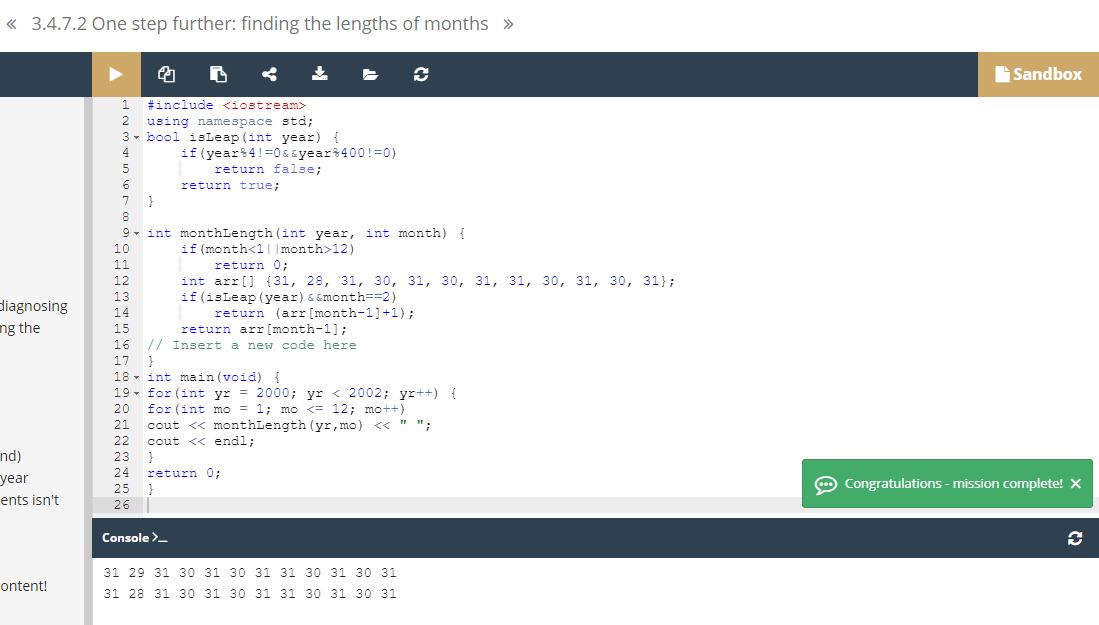 « 3.4.7.2 One step further: finding the lengths of months »
Sandbox
diagnosing
ng the
nd)
year
ents isn't
ontent!
1 #include <iostream>
2 using namespace std;
3 bool isLeap(int year) {
4 if(year%4!=0&&year%400!=0)
5 return false;
6 return true;
7 }
8
9 int monthLength(int year, int month) {
10 if(month<1||month>12)
11 return 0;
12 int arr[] {31, 28, 31, 30, 31, 30, 31, 31, 30, 31, 30, 31};
13 if(isLeap(year)&&month==2)
14 return (arr[month-1]+1);
15 return arr[month-1];
16 // Insert a new code here
17 }
18 int main(void) {
19 for(int yr = 2000; yr < 2002; yr++) {
20 for(int mo = 1; mo <= 12; mo++)
21 cout << monthLength(yr,mo) << " ";
22 cout << endl;
23 }
24 return 0;
25 }
26
Congratulations - mission complete! ×
Console >_
31 29 31 30 31 30 31 31 30 31 30 31
31 28 31 30 31 30 31 31 30 31 30 31